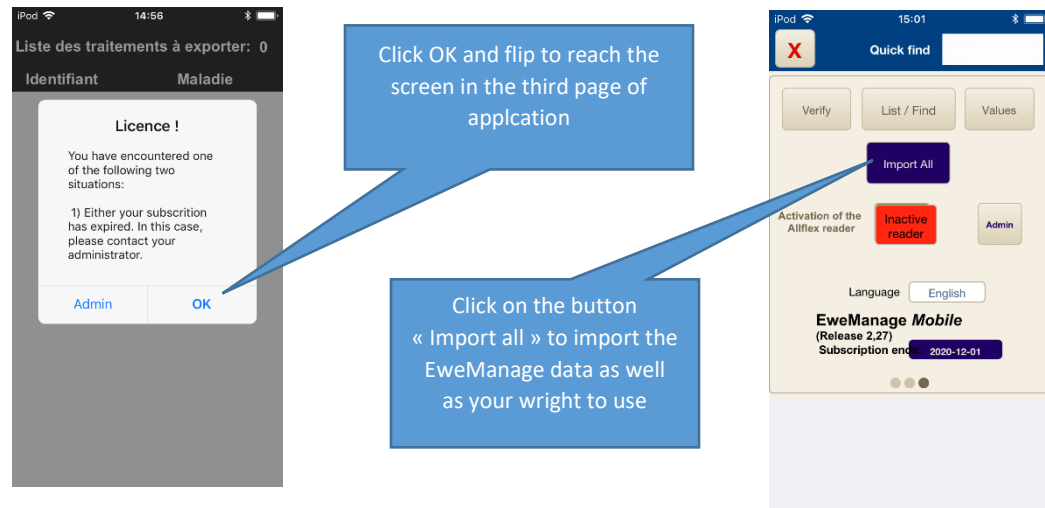 iPod 14:56
Liste des traitements à exporter: 0
Identifiant Maladie
Licence !
You have encountered one
of the following two
situations:
1) Either your subscrition
has expired. In this case,
please contact your
administrator.
Admin OK
Click OK and flip to reach the
screen in the third page of
applcation
Click on the button
« Import all » to import the
EweManage data as well
as your wright to use
iPod 15:01
X Quick find
Verify List / Find Values
Import All
Activation of the
Allflex reader
Inactive
reader
Admin
Language English
EweManage Mobile
(Release 2,27)
Subscription ends: 2020-12-01